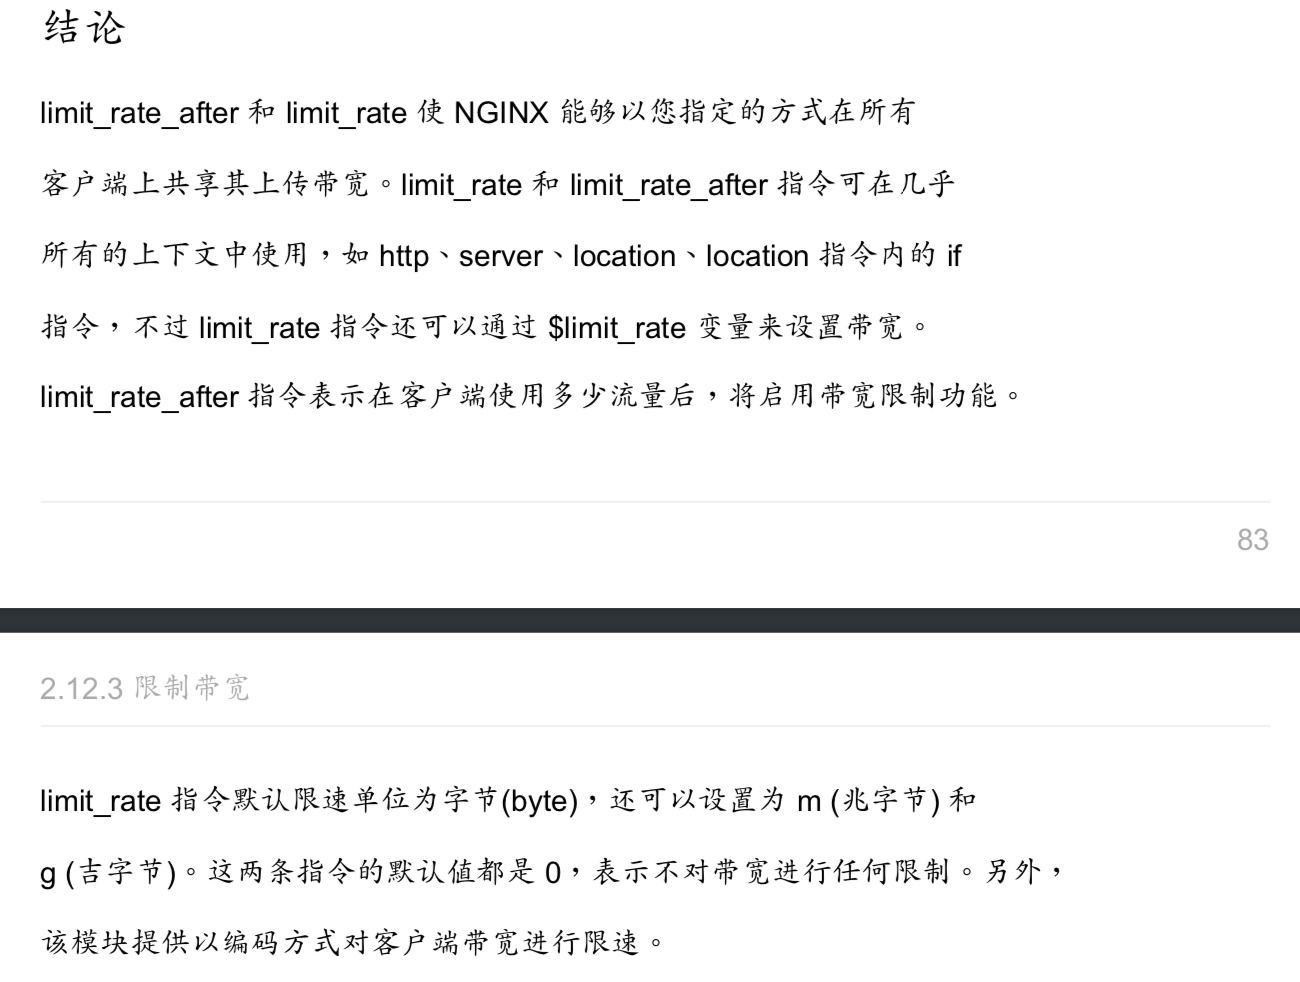 结论
limit_rate_after 和 limit_rate 使 NGINX 能够以您指定的方式在所有
客户端上共享其上传带宽。limit_rate 和 limit_rate_after 指令可在几乎
所有的上下文中使用，如 http、server、location、location 指令内的 if
指令，不过 limit_rate 指令还可以通过 $limit_rate 变量来设置带宽。
limit_rate_after 指令表示在客户端使用多少流量后，将启用带宽限制功能。
83
2.12.3 限制带宽
limit_rate 指令默认限速单位为字节(byte)，还可以设置为 m (兆字节) 和
g (吉字节)。这两条指令的默认值都是 0，表示不对带宽进行任何限制。另外，
该模块提供以编码方式对客户端带宽进行限速。